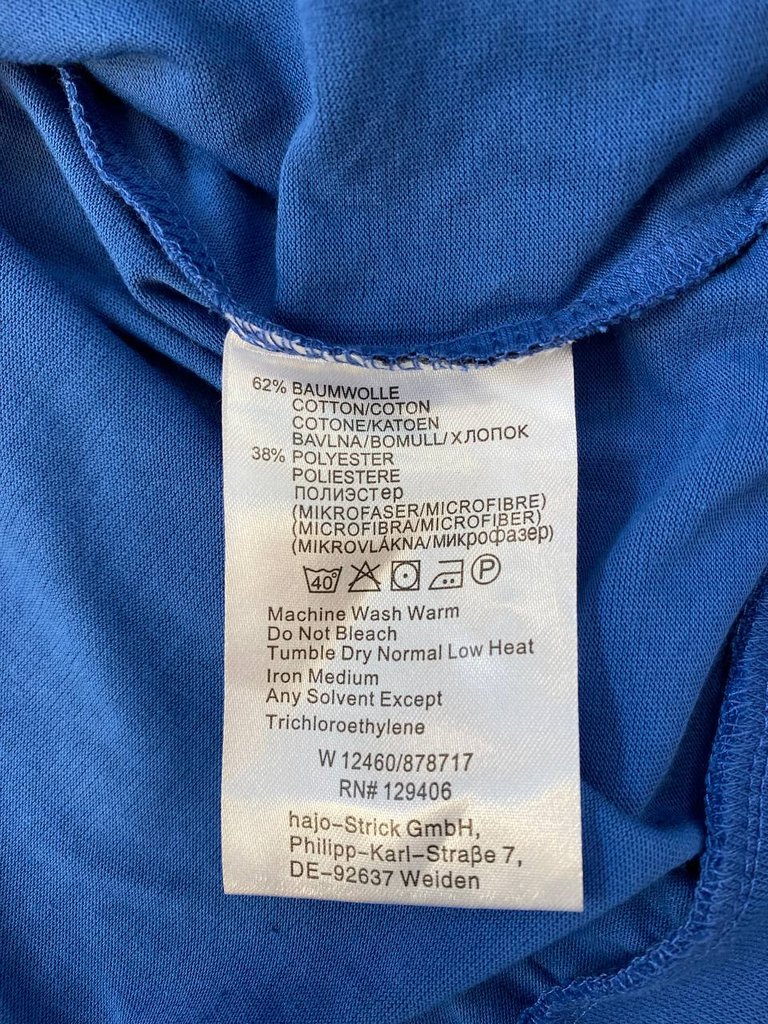 62% BAUMWOLLE
COTTON/COTON
COTONE/KATOEN
BAVLNA/BOMULL/ХЛОПОК
38% POLYESTER
POLIESTERE
ПОЛИЭСТер
(MIKROFASER/MICROFIBRE)
(MICROFIBRA/MICROFIBER)
(MIKROVLÁKNA/микрофазер)
40° P
Machine Wash Warm
Do Not Bleach
Tumble Dry Normal Low Heat
Iron Medium
Any Solvent Except
Trichloroethylene
W 12460/878717
RN# 129406
hajo-Strick GmbH,
Philipp-Karl-Straße 7,
DE-92637 Weiden